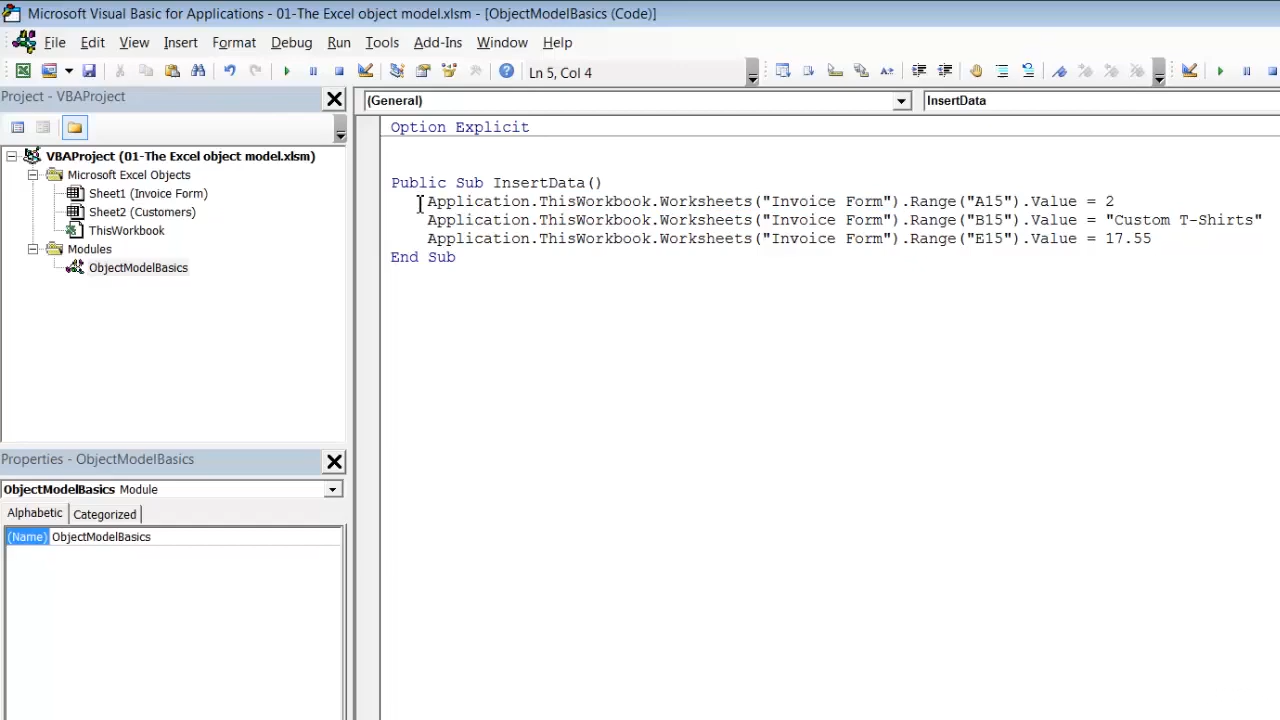 Microsoft Visual Basic for Applications - 01-The Excel object model.xlsm - [ObjectModelBasics (Code)]
File Edit View Insert Format Debug Run Tools Add-Ins Window Help
Ln 5, Col 4
Project - VBAProject
(General)
InsertData
VBAProject (01-The Excel object model.xlsm)
Microsoft Excel Objects
Sheet1 (Invoice Form)
Sheet2 (Customers)
ThisWorkbook
Modules
ObjectModelBasics
Option Explicit
Public Sub InsertData()
Application.ThisWorkbook.Worksheets("Invoice Form").Range("A15").Value = 2
Application.ThisWorkbook.Worksheets("Invoice Form").Range("B15").Value = "Custom T-Shirts"
Application.ThisWorkbook.Worksheets("Invoice Form").Range("E15").Value = 17.55
End Sub
Properties - ObjectModelBasics
ObjectModelBasics Module
Alphabetic Categorized
(Name) ObjectModelBasics